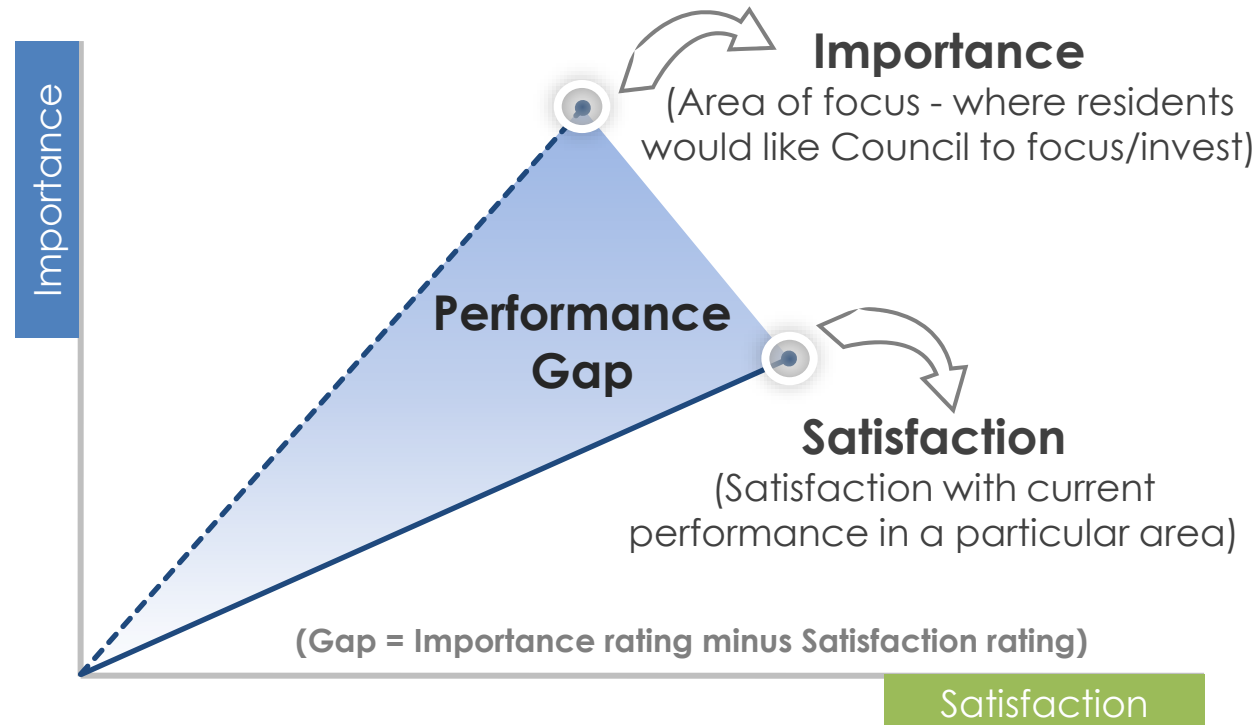 Importance
Importance
(Area of focus - where residents
would like Council to focus/invest)
Performance
Gap
Satisfaction
(Satisfaction with current
performance in a particular area)
(Gap = Importance rating minus Satisfaction rating)
Satisfaction